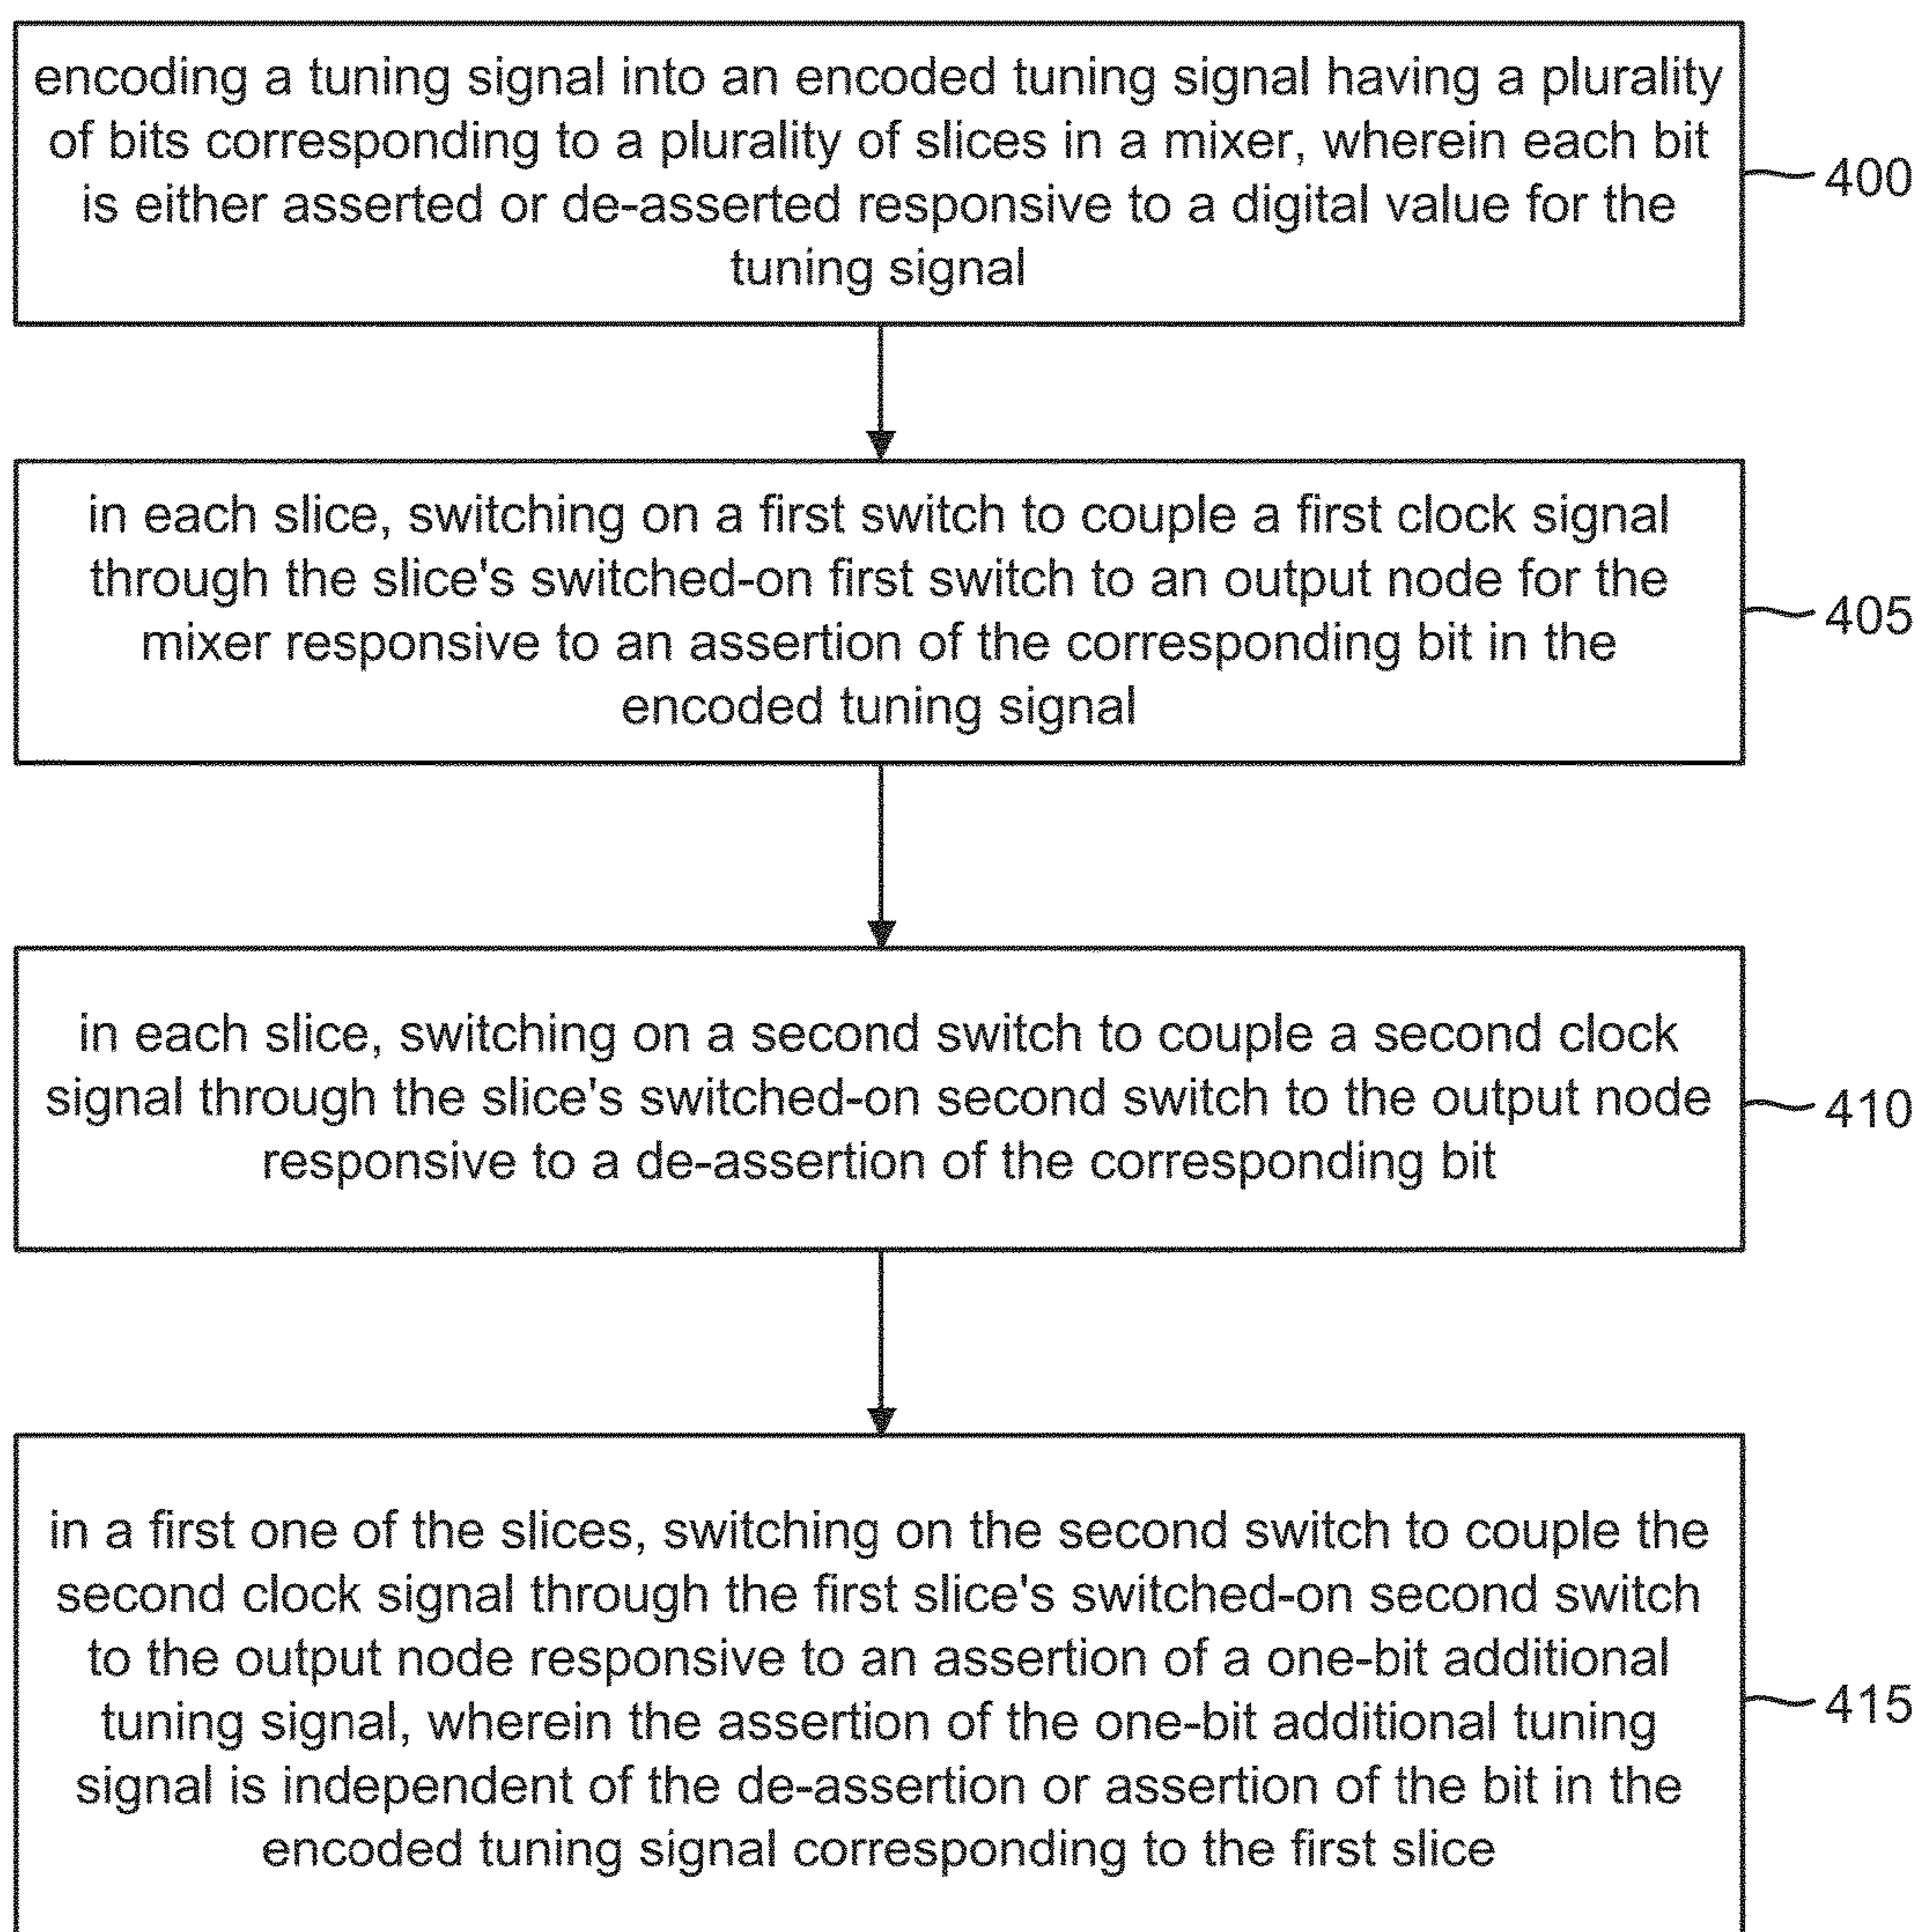 encoding a tuning signal into an encoded tuning signal having a plurality
of bits corresponding to a plurality of slices in a mixer, wherein each bit
is either asserted or de-asserted responsive to a digital value for the
tuning signal
400
in each slice, switching on a first switch to couple a first clock signal
through the slice's switched-on first switch to an output node for the
mixer responsive to an assertion of the corresponding bit in the
encoded tuning signal
405
in each slice, switching on a second switch to couple a second clock
signal through the slice's switched-on second switch to the output node
responsive to a de-assertion of the corresponding bit
410
in a first one of the slices, switching on the second switch to couple the
second clock signal through the first slice's switched-on second switch
to the output node responsive to an assertion of a one-bit additional
tuning signal, wherein the assertion of the one-bit additional tuning
signal is independent of the de-assertion or assertion of the bit in the
encoded tuning signal corresponding to the first slice
415